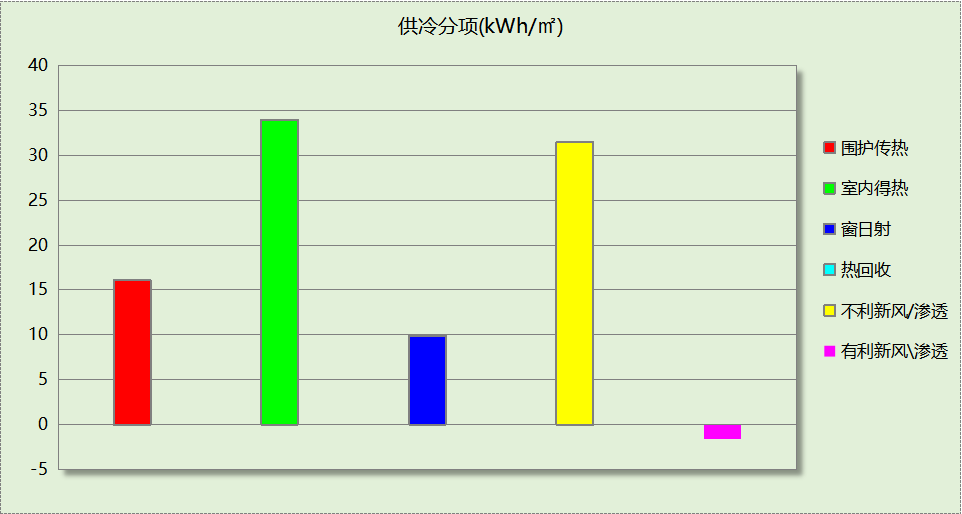 供冷分项(kWh/㎡)
40
35
30
25
20
15
10
5
0
-5
围护传热
室内得热
窗日射
热回收
不利新风/渗透
有利新风\渗透